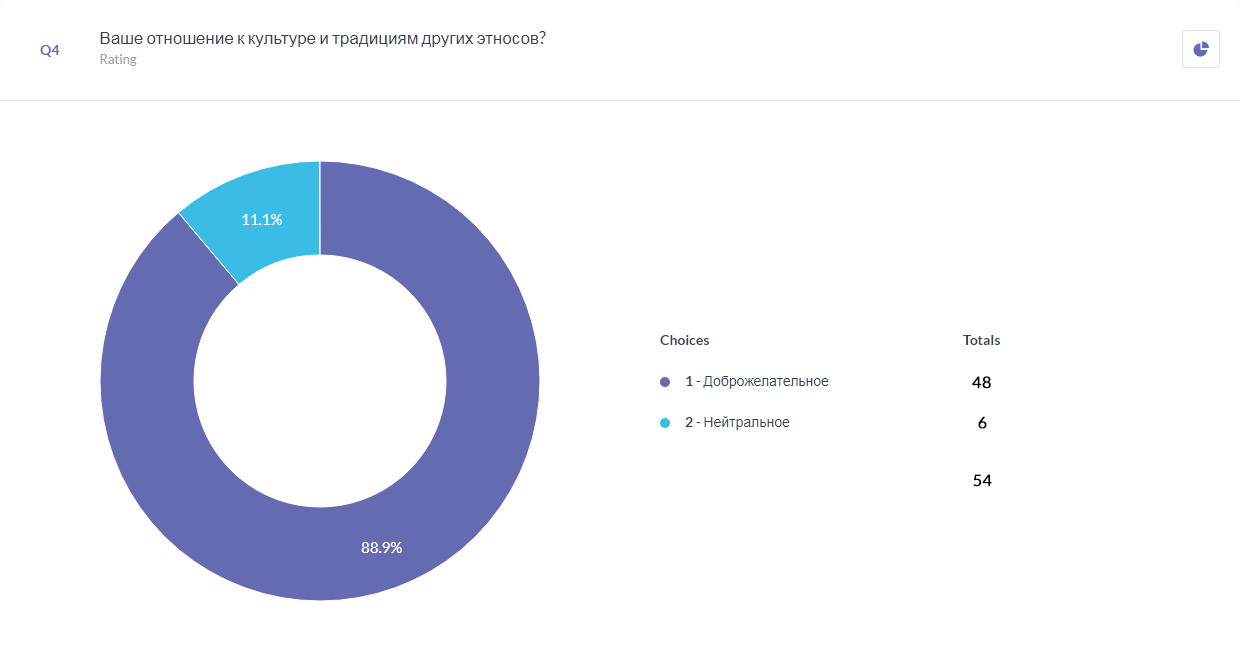 Q4
Ваше отношение к культуре и традициям других этносов?
Rating
11.1%
88.9%
Choices Totals
1 - Доброжелательное 48
2 - Нейтральное 6
54